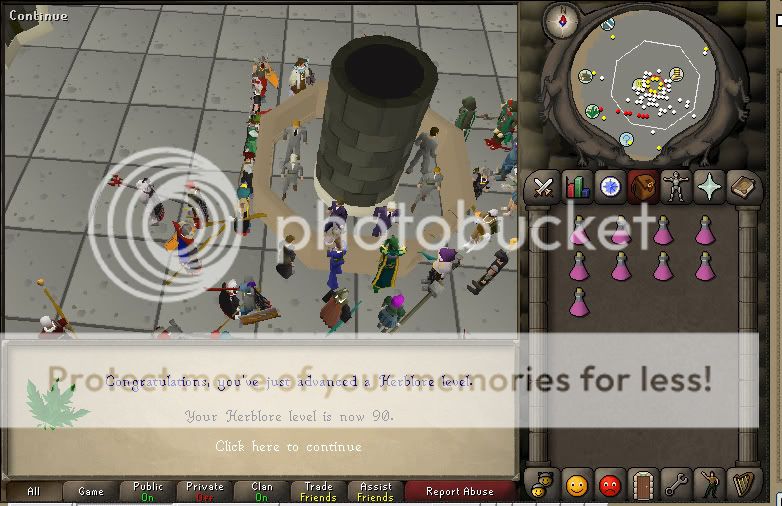 Continue
N
photobucket
Protect more of your memories for less!
Congratulations, you've just advanced a Herblore level.
Your Herblore level is now 90.
Click here to continue
All
Game
Public
On
Private
Off
Clan
On
Trade
Friends
Assist
Friends
Report Abuse